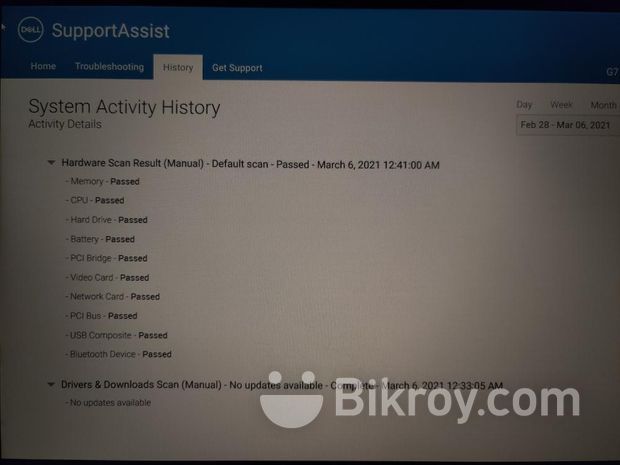 DELL SupportAssist
Home Troubleshooting History Get Support
G7
System Activity History
Activity Details
Day Week Month
Feb 28 - Mar 06, 2021
Hardware Scan Result (Manual) - Default scan - Passed - March 6, 2021 12:41:00 AM
- Memory - Passed
- CPU - Passed
- Hard Drive - Passed
- Battery - Passed
- PCI Bridge - Passed
- Video Card - Passed
- Network Card - Passed
- PCI Bus - Passed
- USB Composite - Passed
- Bluetooth Device - Passed
Drivers & Downloads Scan (Manual) - No updates available - Complete - March 6, 2021 12:33:05 AM
- No updates available
Bikroy.com